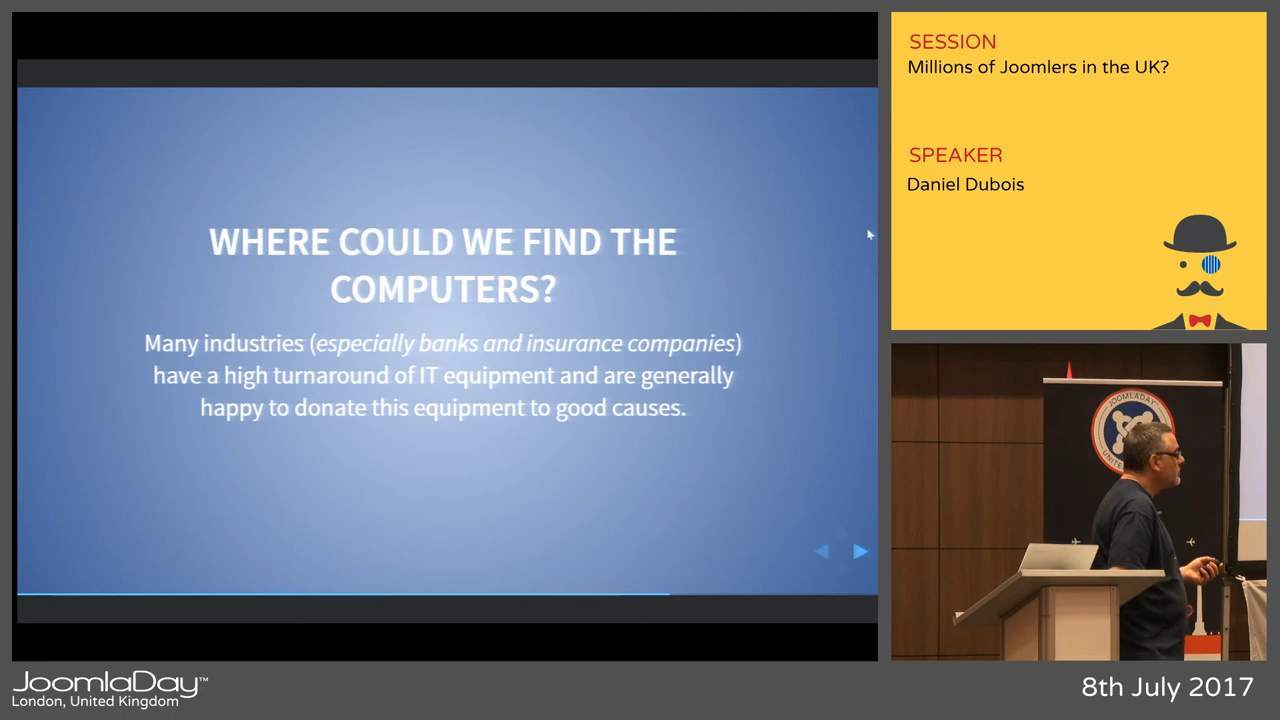 WHERE COULD WE FIND THE
COMPUTERS?
Many industries (especially banks and insurance companies)
have a high turnaround of IT equipment and are generally
happy to donate this equipment to good causes.
SESSION
Millions of Joomlers in the UK?
SPEAKER
Daniel Dubois
JOOMLADAY
JoomlaDay™
London, United Kingdom
8th July 2017